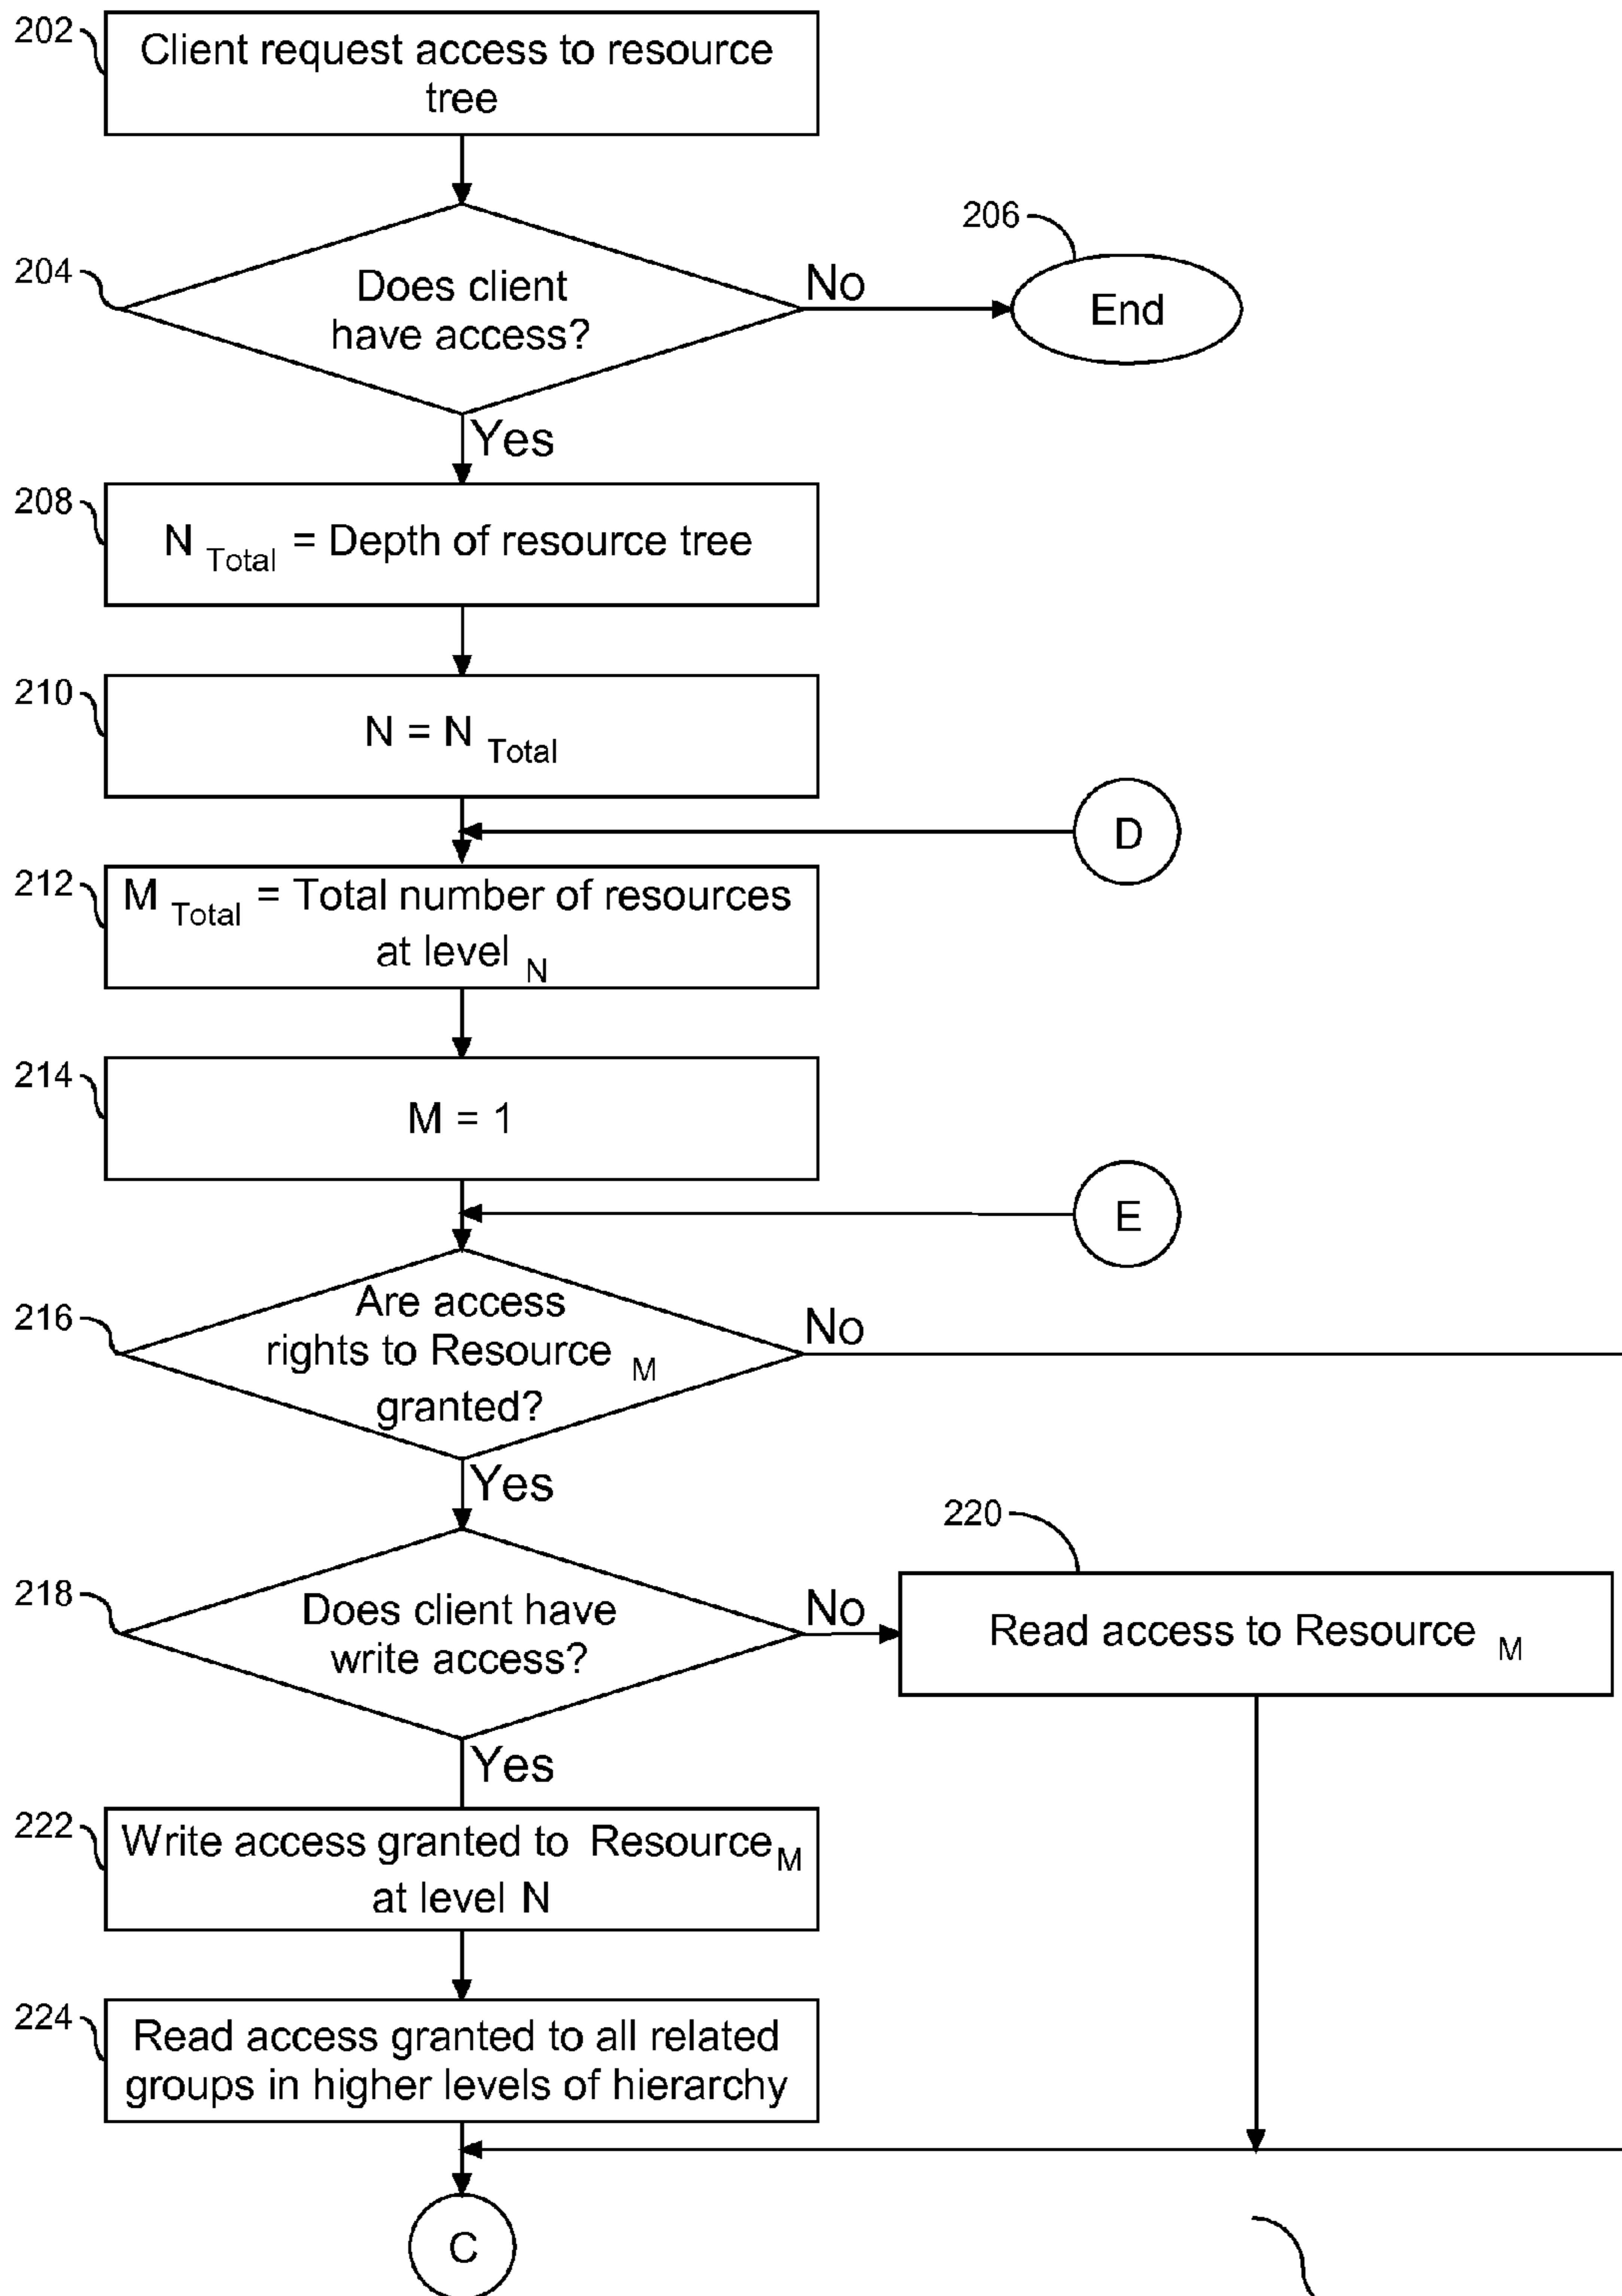 202
Client request access to resource
tree
204
Does client
have access?
No
206
End
Yes
208
N Total = Depth of resource tree
210
N = N Total
D
212
M Total = Total number of resources
at level N
214
M = 1
E
216
Are access
rights to Resource M
granted?
No
Yes
218
Does client have
write access?
No
220
Read access to Resource M
Yes
222
Write access granted to Resource M
at level N
224
Read access granted to all related
groups in higher levels of hierarchy
C